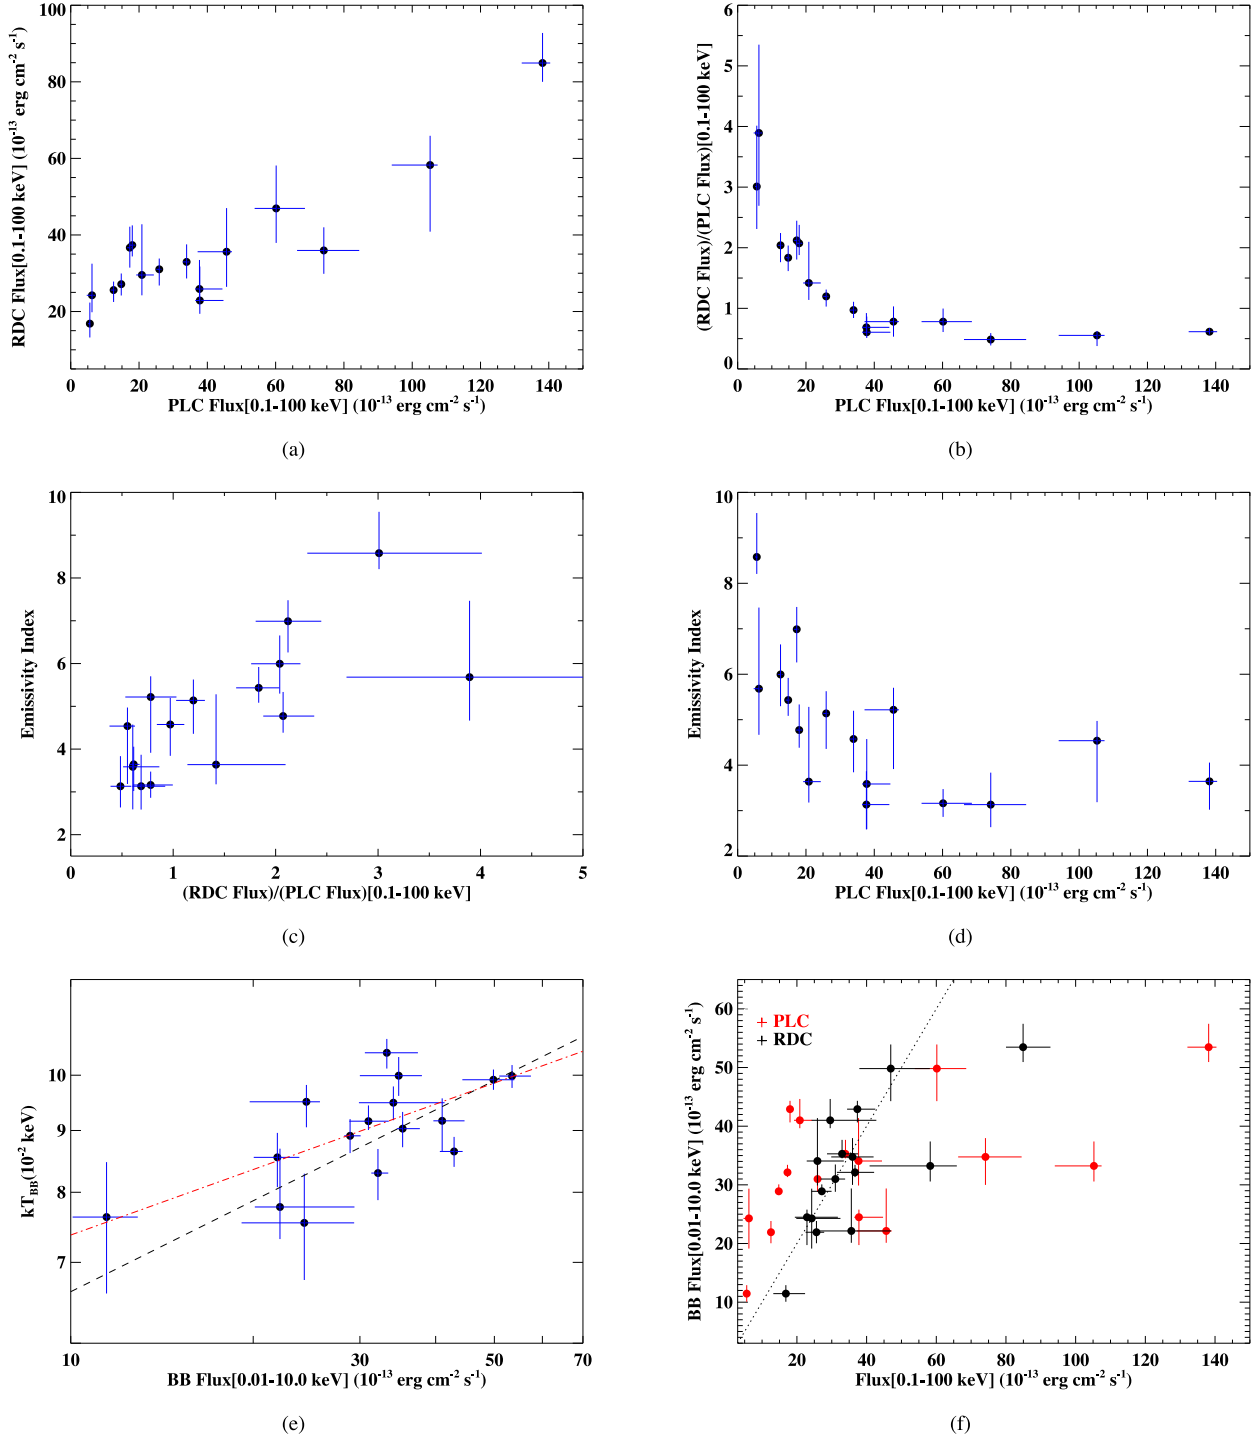 100
80
60
40
20
RDC Flux[0.1-100 keV] (10⁻¹³ erg cm⁻² s⁻¹)
0 20 40 60 80 100 120 140
PLC Flux[0.1-100 keV] (10⁻¹³ erg cm⁻² s⁻¹)
(a)
6
5
4
3
2
1
0
(RDC Flux)/(PLC Flux)[0.1-100 keV]
0 20 40 60 80 100 120 140
PLC Flux[0.1-100 keV] (10⁻¹³ erg cm⁻² s⁻¹)
(b)
10
8
6
4
2
Emissivity Index
0 1 2 3 4 5
(RDC Flux)/(PLC Flux)[0.1-100 keV]
(c)
10
8
6
4
2
Emissivity Index
0 20 40 60 80 100 120 140
PLC Flux[0.1-100 keV] (10⁻¹³ erg cm⁻² s⁻¹)
(d)
10
9
8
7
kT_BB(10⁻² keV)
10 20 30 40 50 70
BB Flux[0.01-10.0 keV] (10⁻¹³ erg cm⁻² s⁻¹)
(e)
60
50
40
30
20
10
BB Flux[0.01-10.0 keV] (10⁻¹³ erg cm⁻² s⁻¹)
PLC
RDC
20 40 60 80 100 120 140
Flux[0.1-100 keV] (10⁻¹³ erg cm⁻² s⁻¹)
(f)